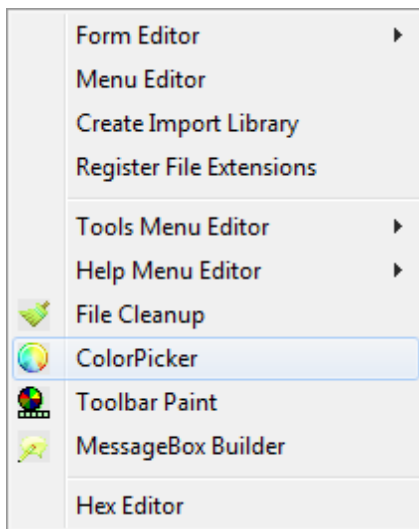 Form Editor
Menu Editor
Create Import Library
Register File Extensions
Tools Menu Editor
Help Menu Editor
File Cleanup
ColorPicker
Toolbar Paint
MessageBox Builder
Hex Editor